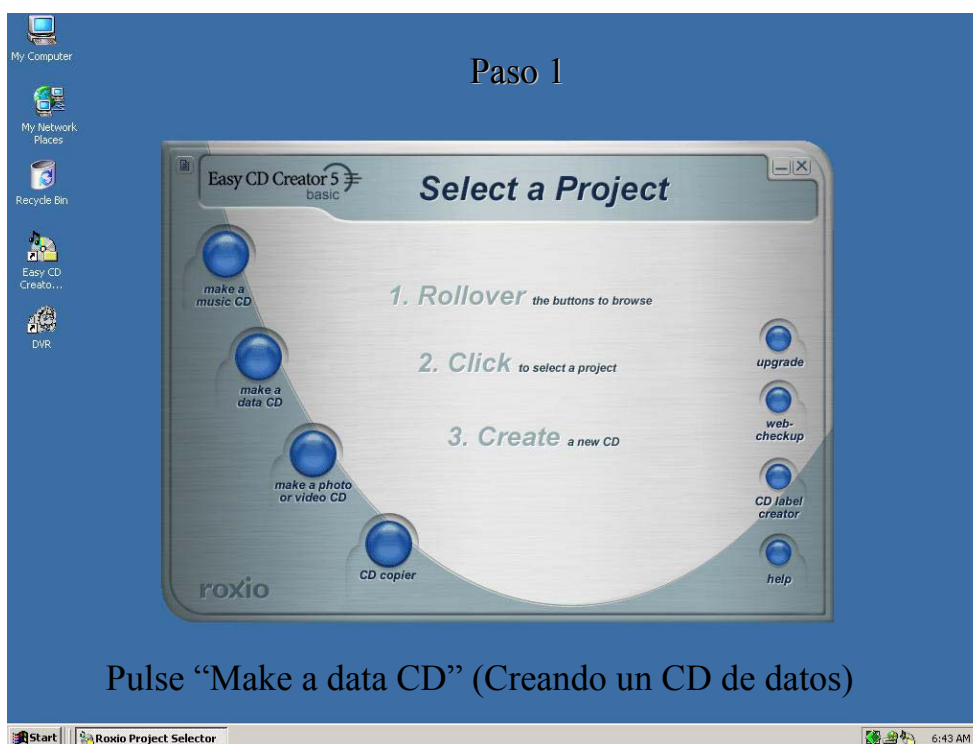 My Computer
Paso 1
My Network
Places
Recycle Bin
Easy CD
Creato...
DVR
Easy CD Creator 5
basic
Select a Project
make a
music CD
1. Rollover the buttons to browse
make a
data CD
2. Click to select a project
make a photo
or video CD
3. Create a new CD
CD copier
upgrade
web-
checkup
CD label
creator
help
roxio
Pulse “Make a data CD” (Creando un CD de datos)
Start
Roxio Project Selector
6:43 AM